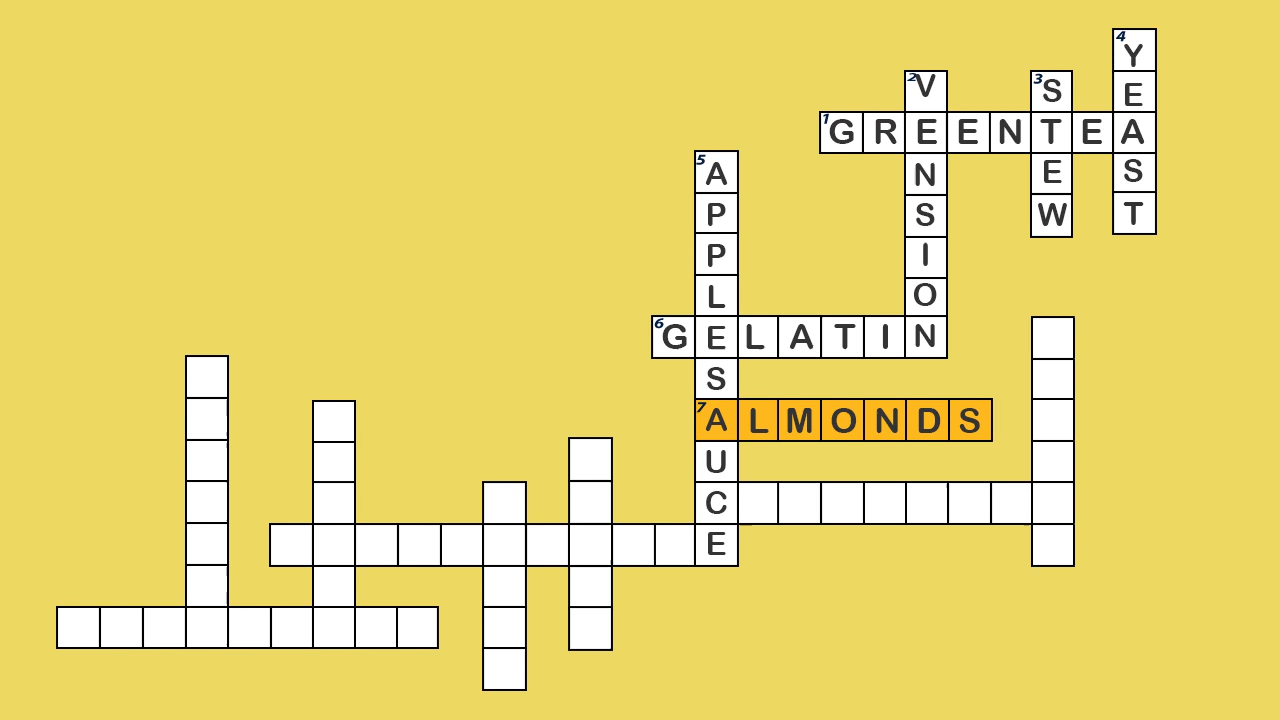 4 YEAST
2 VENSION
3 STEW
1 GREENTEA
5 APPLESAUCE
6 GELATIN
7 ALMONDS